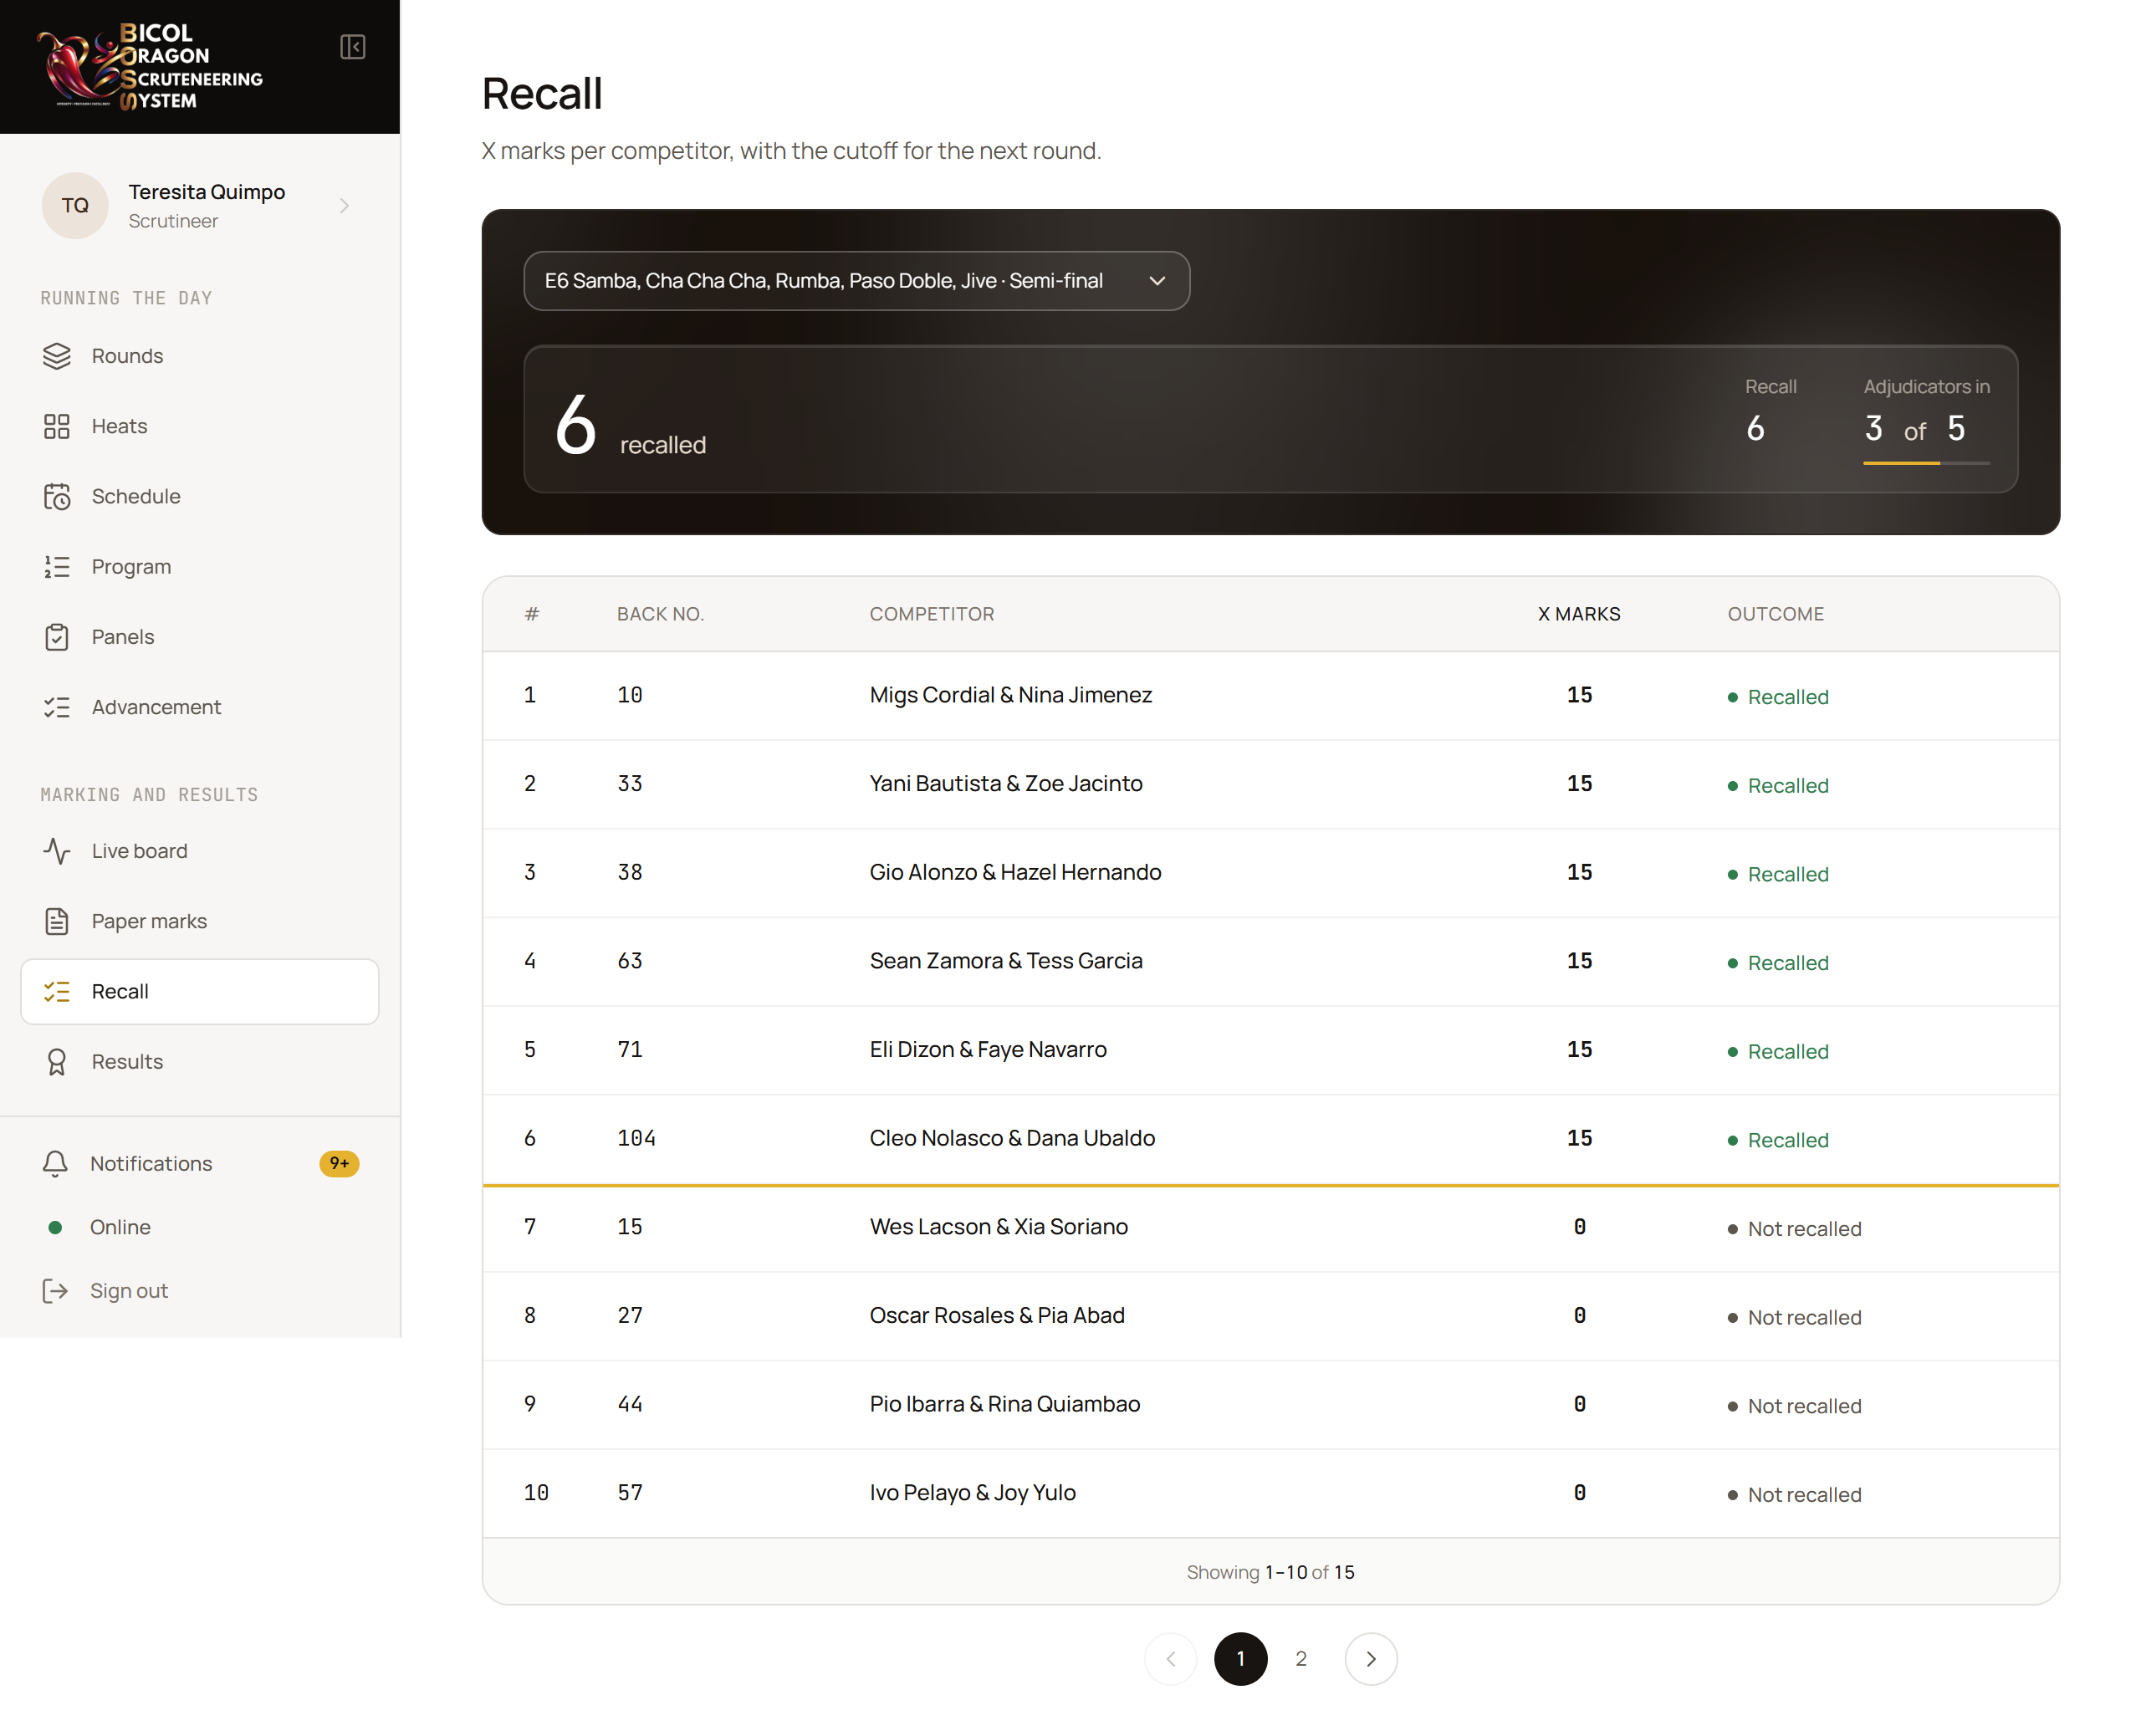 BICOL
DRAGON
SCRUTENEERING
SYSTEM
TQ
Teresita Quimpo
Scrutineer
RUNNING THE DAY
Rounds
Heats
Schedule
Program
Panels
Advancement
MARKING AND RESULTS
Live board
Paper marks
Recall
Results
Notifications 9+
Online
Sign out
Recall
X marks per competitor, with the cutoff for the next round.
E6 Samba, Cha Cha Cha, Rumba, Paso Doble, Jive · Semi-final
6 recalled
Recall
6
Adjudicators in
3 of 5
# BACK NO. COMPETITOR X MARKS OUTCOME
1 10 Migs Cordial & Nina Jimenez 15 Recalled
2 33 Yani Bautista & Zoe Jacinto 15 Recalled
3 38 Gio Alonzo & Hazel Hernando 15 Recalled
4 63 Sean Zamora & Tess Garcia 15 Recalled
5 71 Eli Dizon & Faye Navarro 15 Recalled
6 104 Cleo Nolasco & Dana Ubaldo 15 Recalled
7 15 Wes Lacson & Xia Soriano 0 Not recalled
8 27 Oscar Rosales & Pia Abad 0 Not recalled
9 44 Pio Ibarra & Rina Quiambao 0 Not recalled
10 57 Ivo Pelayo & Joy Yulo 0 Not recalled
Showing 1–10 of 15
1 2